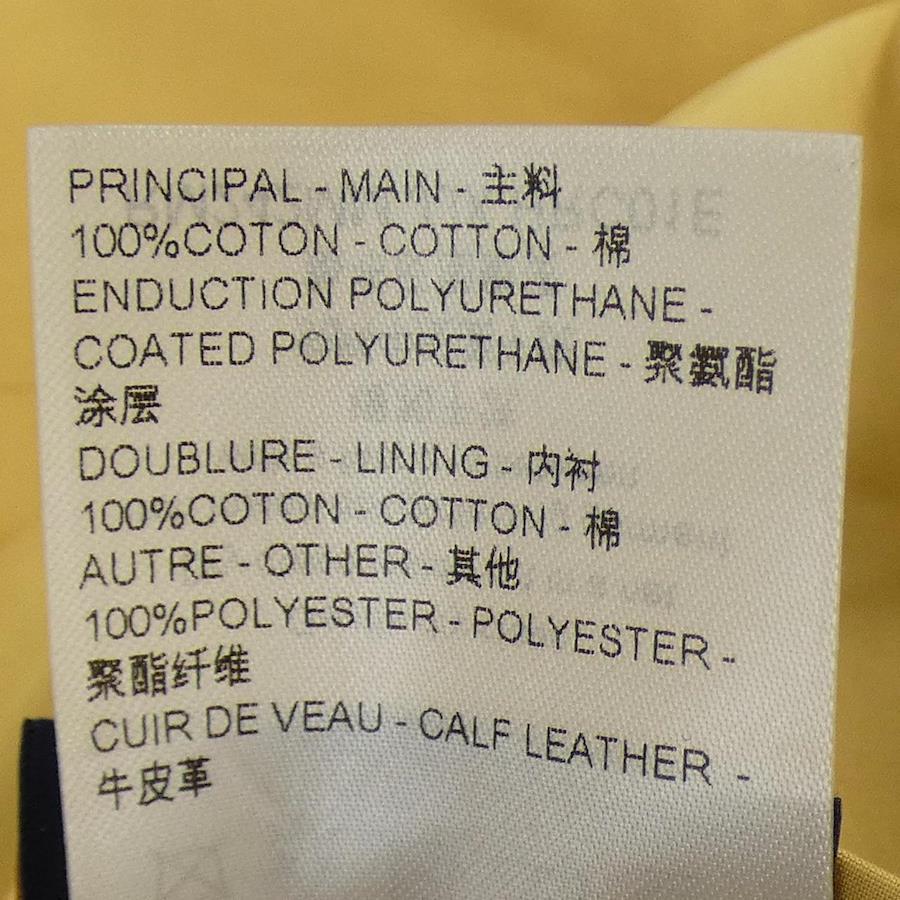 PRINCIPAL - MAIN - 主料
100%COTON - COTTON - 棉
ENDUCTION POLYURETHANE -
COATED POLYURETHANE - 聚氨酯
涂层
DOUBLURE - LINING - 内衬
100%COTON - COTTON - 棉
AUTRE - OTHER - 其他
100%POLYESTER - POLYESTER -
聚酯纤维
CUIR DE VEAU - CALF LEATHER -
牛皮革